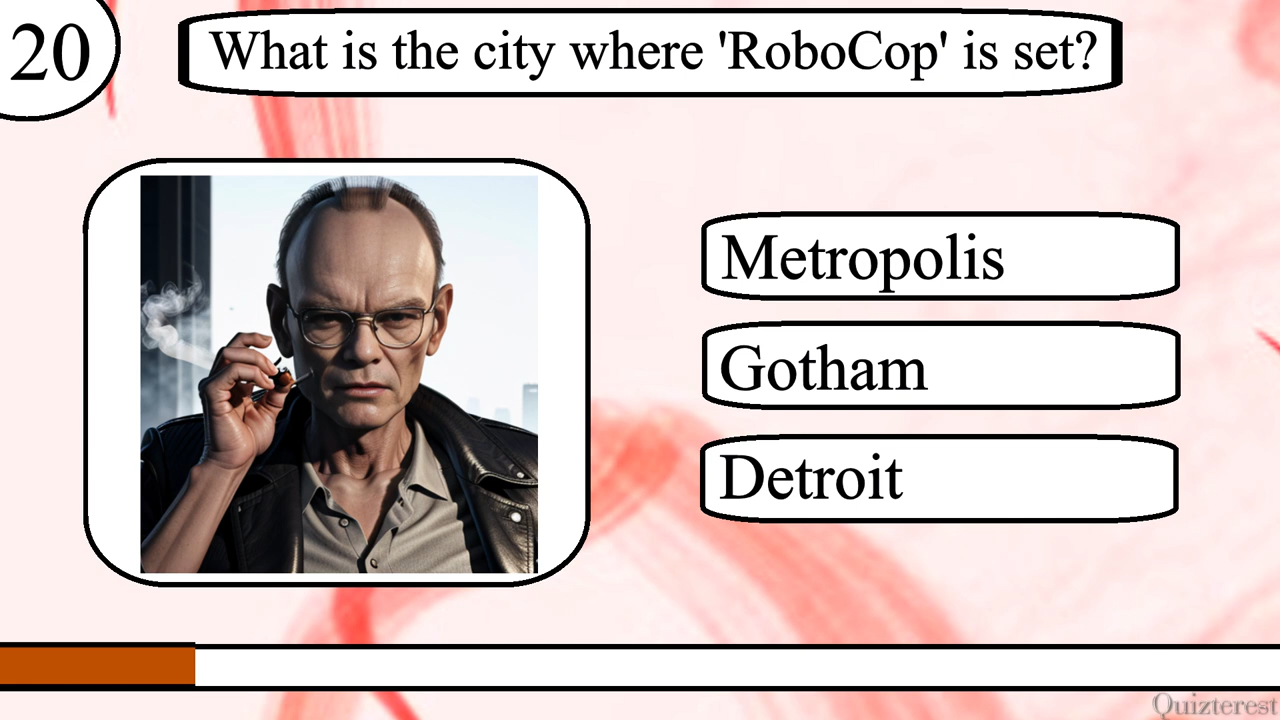 20
What is the city where 'RoboCop' is set?
Metropolis
Gotham
Detroit
Quizterest